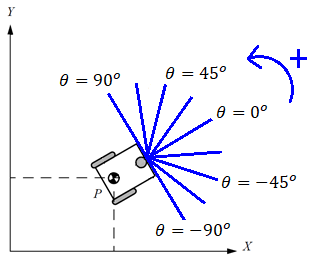 Y
θ = 90°
θ = 45°
+
θ = 0°
θ = −45°
P
θ = −90°
X